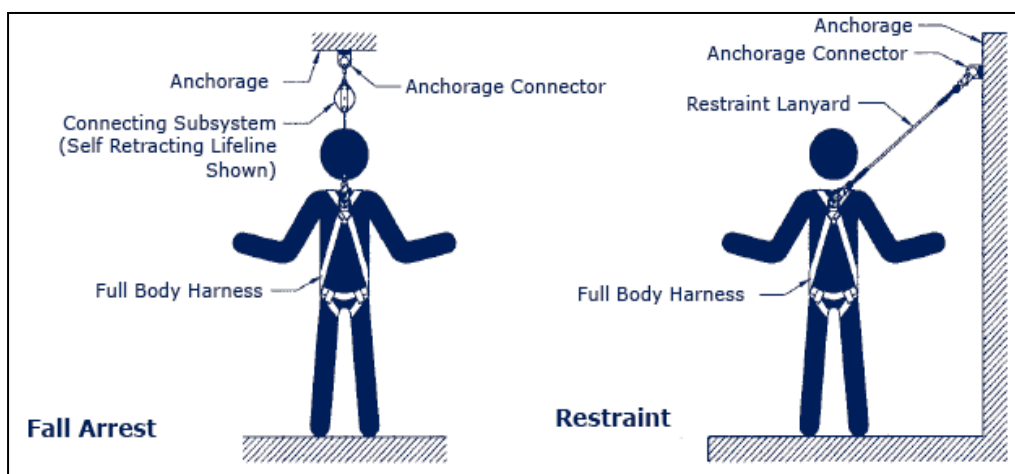 Anchorage
Anchorage Connector
Connecting Subsystem
(Self Retracting Lifeline
Shown)
Full Body Harness
Fall Arrest
Anchorage
Anchorage Connector
Restraint Lanyard
Full Body Harness
Restraint